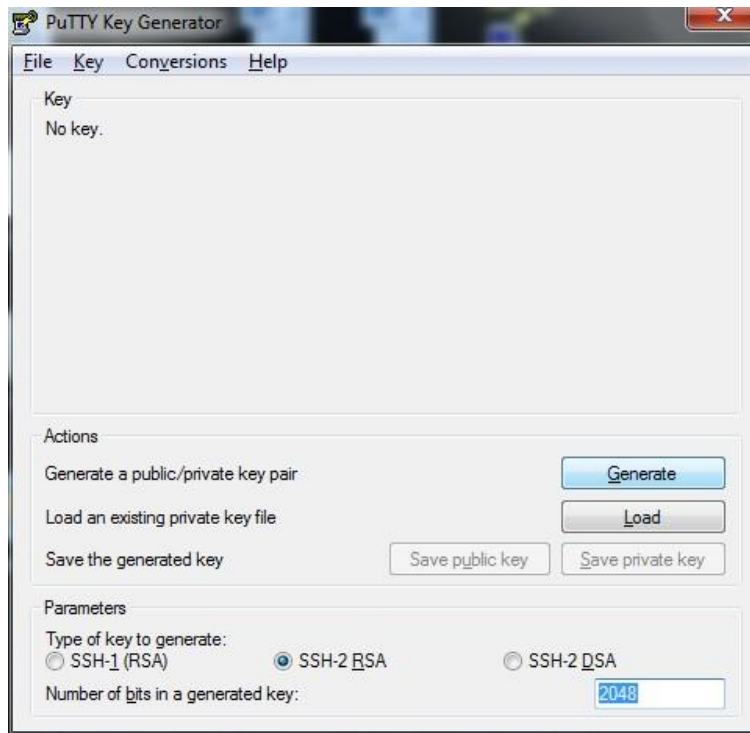 PuTTY Key Generator
File Key Conversions Help
Key
No key.
Actions
Generate a public/private key pair Generate
Load an existing private key file Load
Save the generated key Save public key Save private key
Parameters
Type of key to generate:
SSH-1 (RSA) SSH-2 RSA SSH-2 DSA
Number of bits in a generated key: 2048